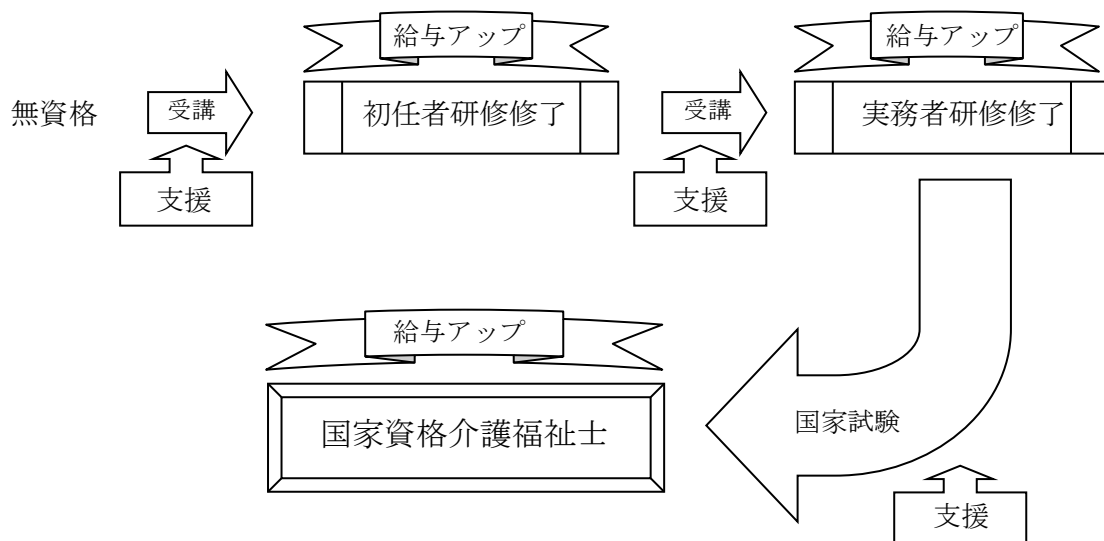 給与アップ
給与アップ
無資格
受講
初任者研修修了
受講
実務者研修修了
支援
支援
給与アップ
国家資格介護福祉士
国家試験
支援